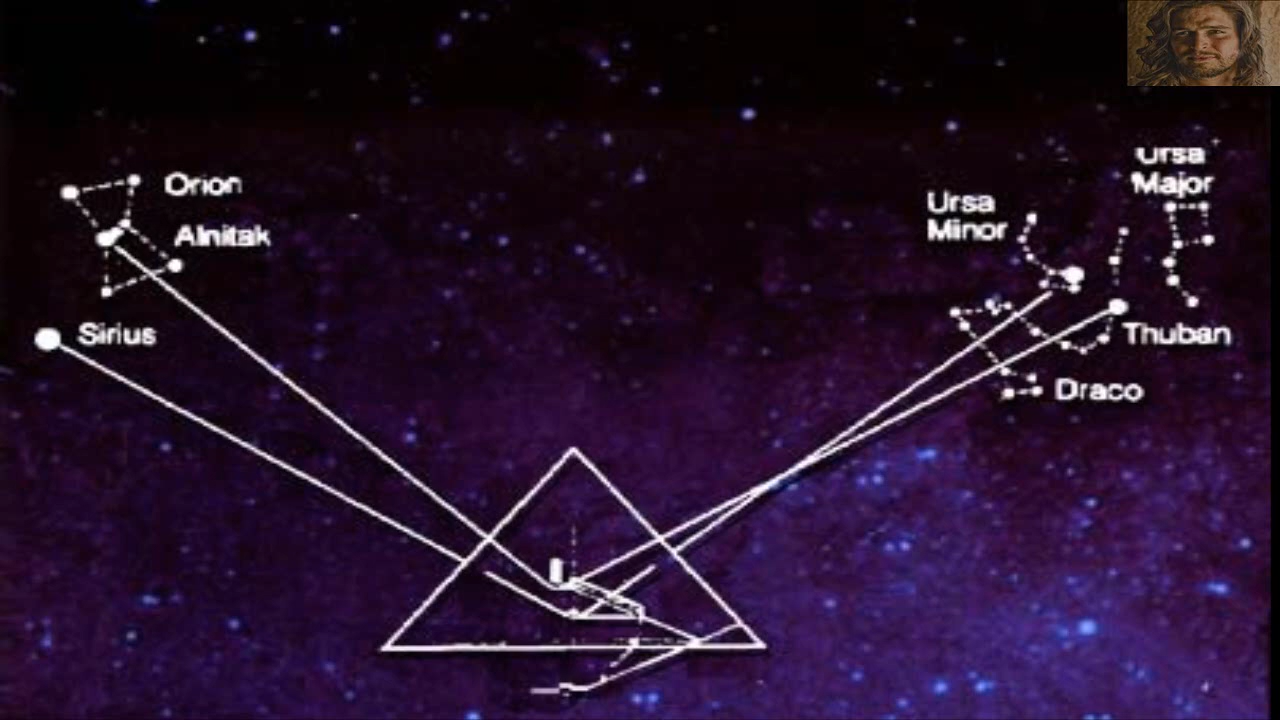 Orion
Alnitak
Sirius
Ursa
Minor
Ursa
Major
Thuban
Draco